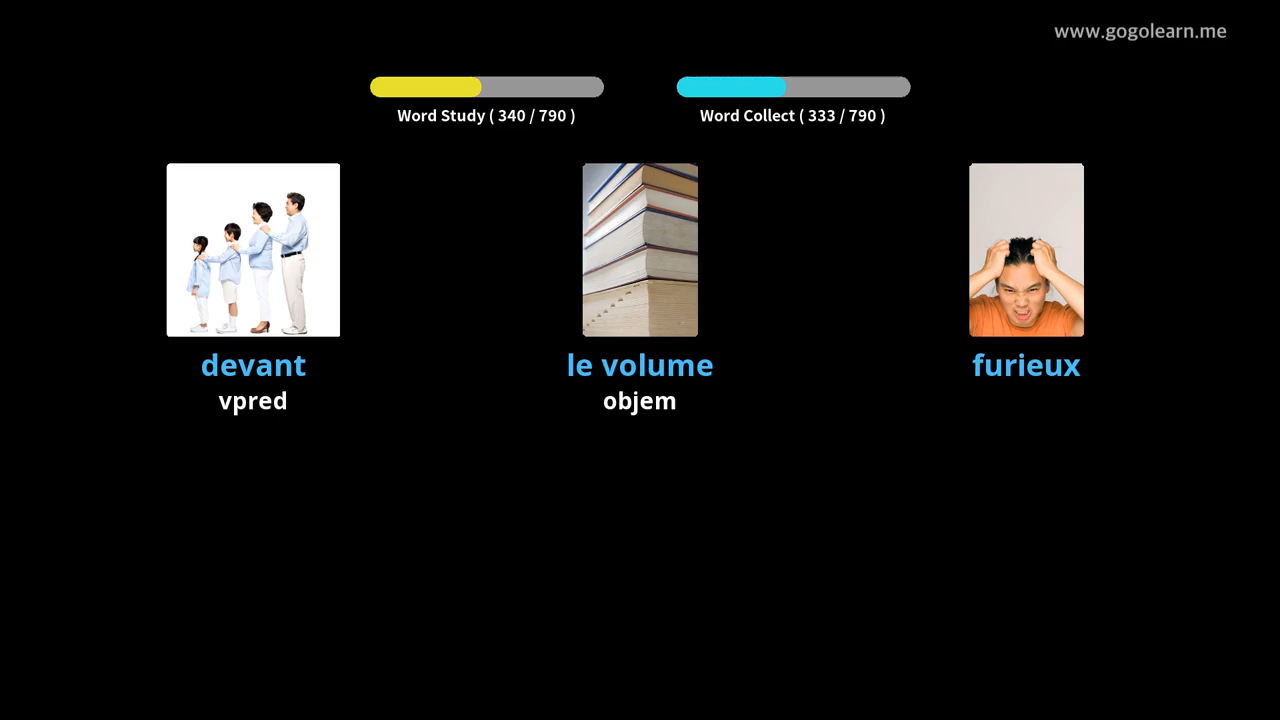 www.gogolearn.me
Word Study ( 340 / 790 )
Word Collect ( 333 / 790 )
devant
vpred
le volume
objem
furieux